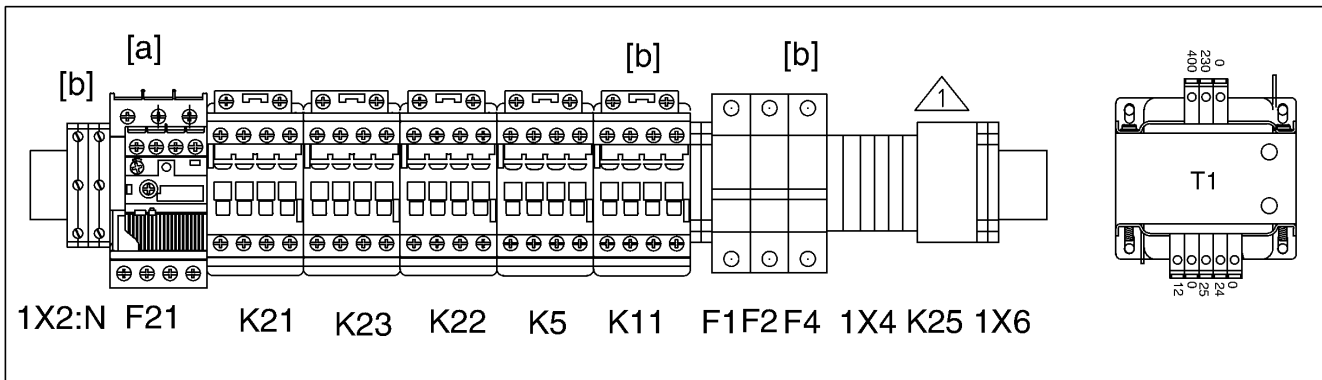 [a]
[b] [b] [b]
1
400 230 0
T1
12 0 25 24 0
1X2:N F21 K21 K23 K22 K5 K11 F1 F2 F4 1X4 K25 1X6